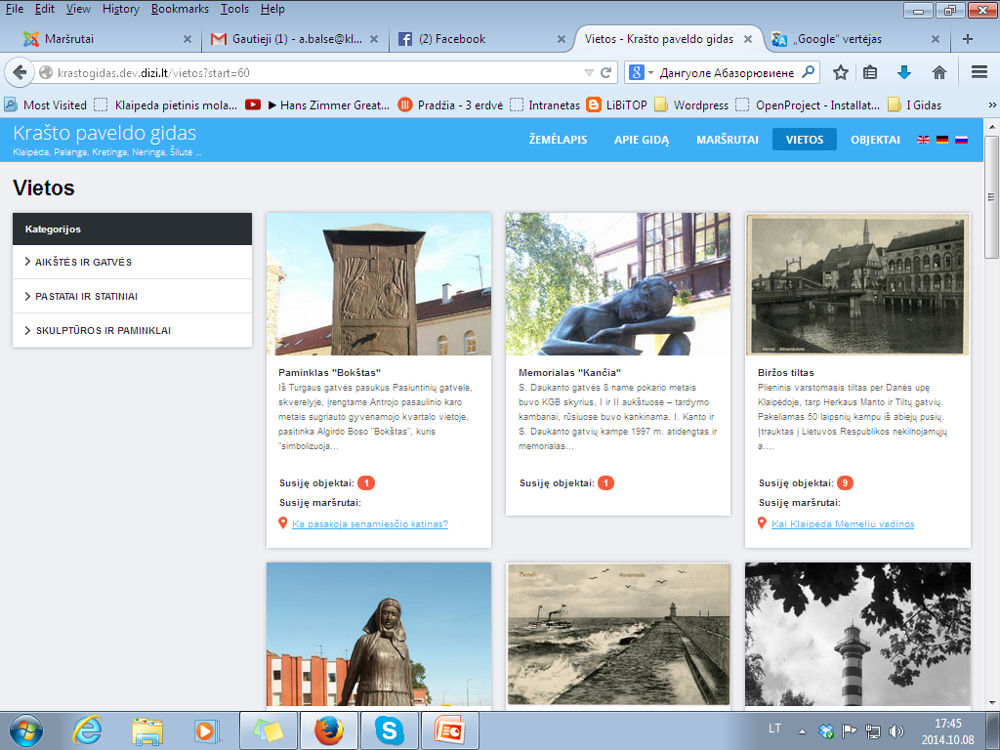 File Edit View History Bookmarks Tools Help
Maršrutai
Gautieji (1) - a.balse@kl...
(2) Facebook
Vietos - Krašto paveldo gidas
„Google“ vertėjas
krastogidas.dev.dizi.lt/vietos?start=60
Дангуоле Абазорювиене
Most Visited
Klaipeda pietinis mola...
Hans Zimmer Great...
Pradžia - 3 erdvė
Intranetas
LiBiTOP
Wordpress
OpenProject - Installat...
I Gidas
Krašto paveldo gidas
Klaipėda, Palanga, Kretinga, Neringa, Šilutė ...
ŽEMĖLAPIS APIE GIDĄ MARŠRUTAI VIETOS OBJEKTAI
Vietos
Kategorijos
AIKŠTĖS IR GATVĖS
PASTATAI IR STATINIAI
SKULPTŪROS IR PAMINKLAI
Paminklas "Bokštas"
Iš Turgaus gatvės pasukus Pasiuntinių gatvele,
skverelyje, įrengtame Antrojo pasaulinio karo
metais sugriauto gyvenamojo kvartalo vietoje,
pasitinka Algirdo Boso "Bokštas", kuris
"simbolizuoja...
Susiję objektai: 1
Susiję maršrutai:
Ka pasakoja senamiesčio katinas?
Memorialas "Kančia"
S. Daukanto gatvės 8 name pokario metais
buvo KGB skyrius, I ir II aukštuose – tardymo
kambariai, rūsiuose buvo kankinama. I. Kanto ir
S. Daukanto gatvių kampe 1997 m. atidengtas ir
memorialas...
Susiję objektai: 1
Memel Börsenbrücke
Biržos tiltas
Plieninis varstomasis tiltas per Danės upę
Klaipėdoje, tarp Herkaus Manto ir Tiltų gatvių.
Pakeliamas 50 laipsnių kampu iš abiejų pusių.
Įtrauktas į Lietuvos Respublikos nekilnojamųjų
a....
Susiję objektai: 9
Susiję maršrutai:
Kai Klaipėda Memeliu vadinos
Memel. Nordermole.
LT
17:45
2014.10.08